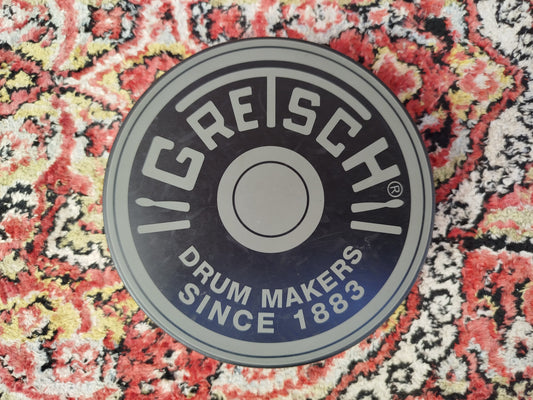 GRETSCH®
DRUM MAKERS
SINCE 1883